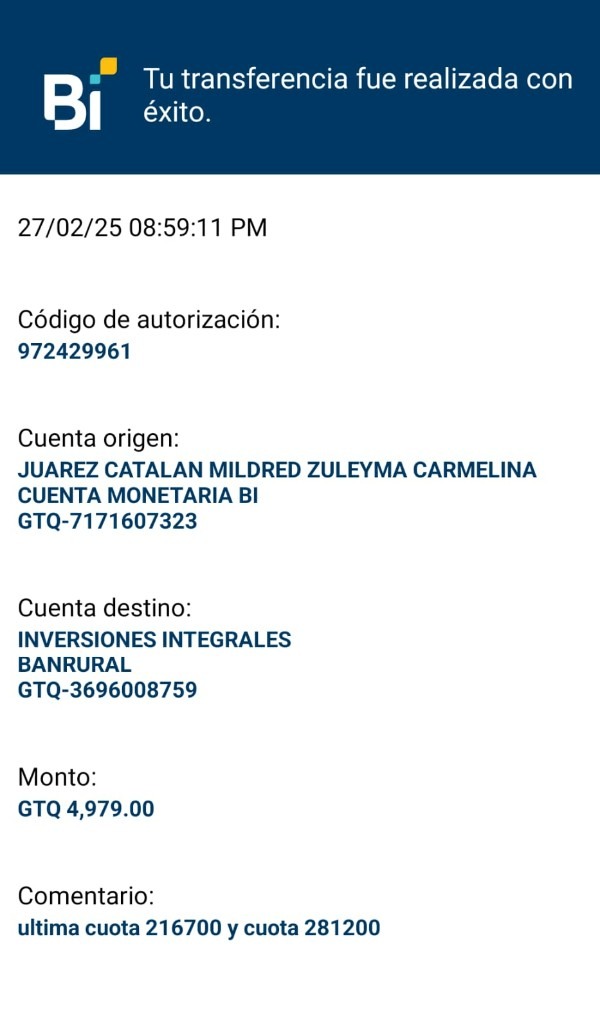 Bi
Tu transferencia fue realizada con
éxito.
27/02/25 08:59:11 PM
Código de autorización:
972429961
Cuenta origen:
JUAREZ CATALAN MILDRED ZULEYMA CARMELINA
CUENTA MONETARIA BI
GTQ-7171607323
Cuenta destino:
INVERSIONES INTEGRALES
BANRURAL
GTQ-3696008759
Monto:
GTQ 4,979.00
Comentario:
ultima cuota 216700 y cuota 281200